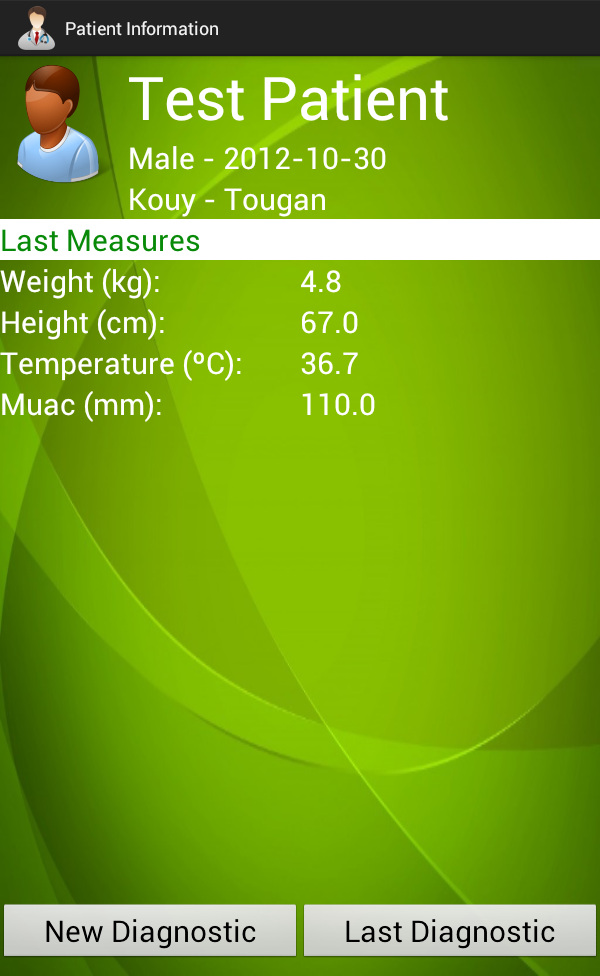 Patient Information
Test Patient
Male - 2012-10-30
Kouy - Tougan
Last Measures
Weight (kg): 4.8
Height (cm): 67.0
Temperature (ºC): 36.7
Muac (mm): 110.0
New Diagnostic Last Diagnostic